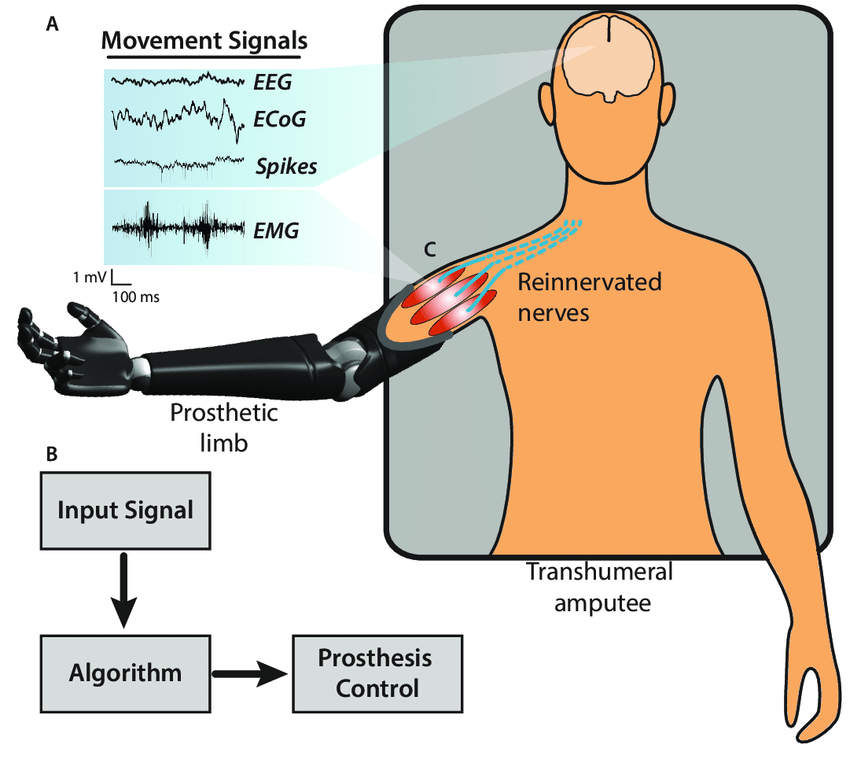 A
Movement Signals
EEG
ECoG
Spikes
EMG
1 mV
100 ms
C
Reinnervated
nerves
Prosthetic
limb
B
Input Signal
Algorithm
Prosthesis
Control
Transhumeral
amputee